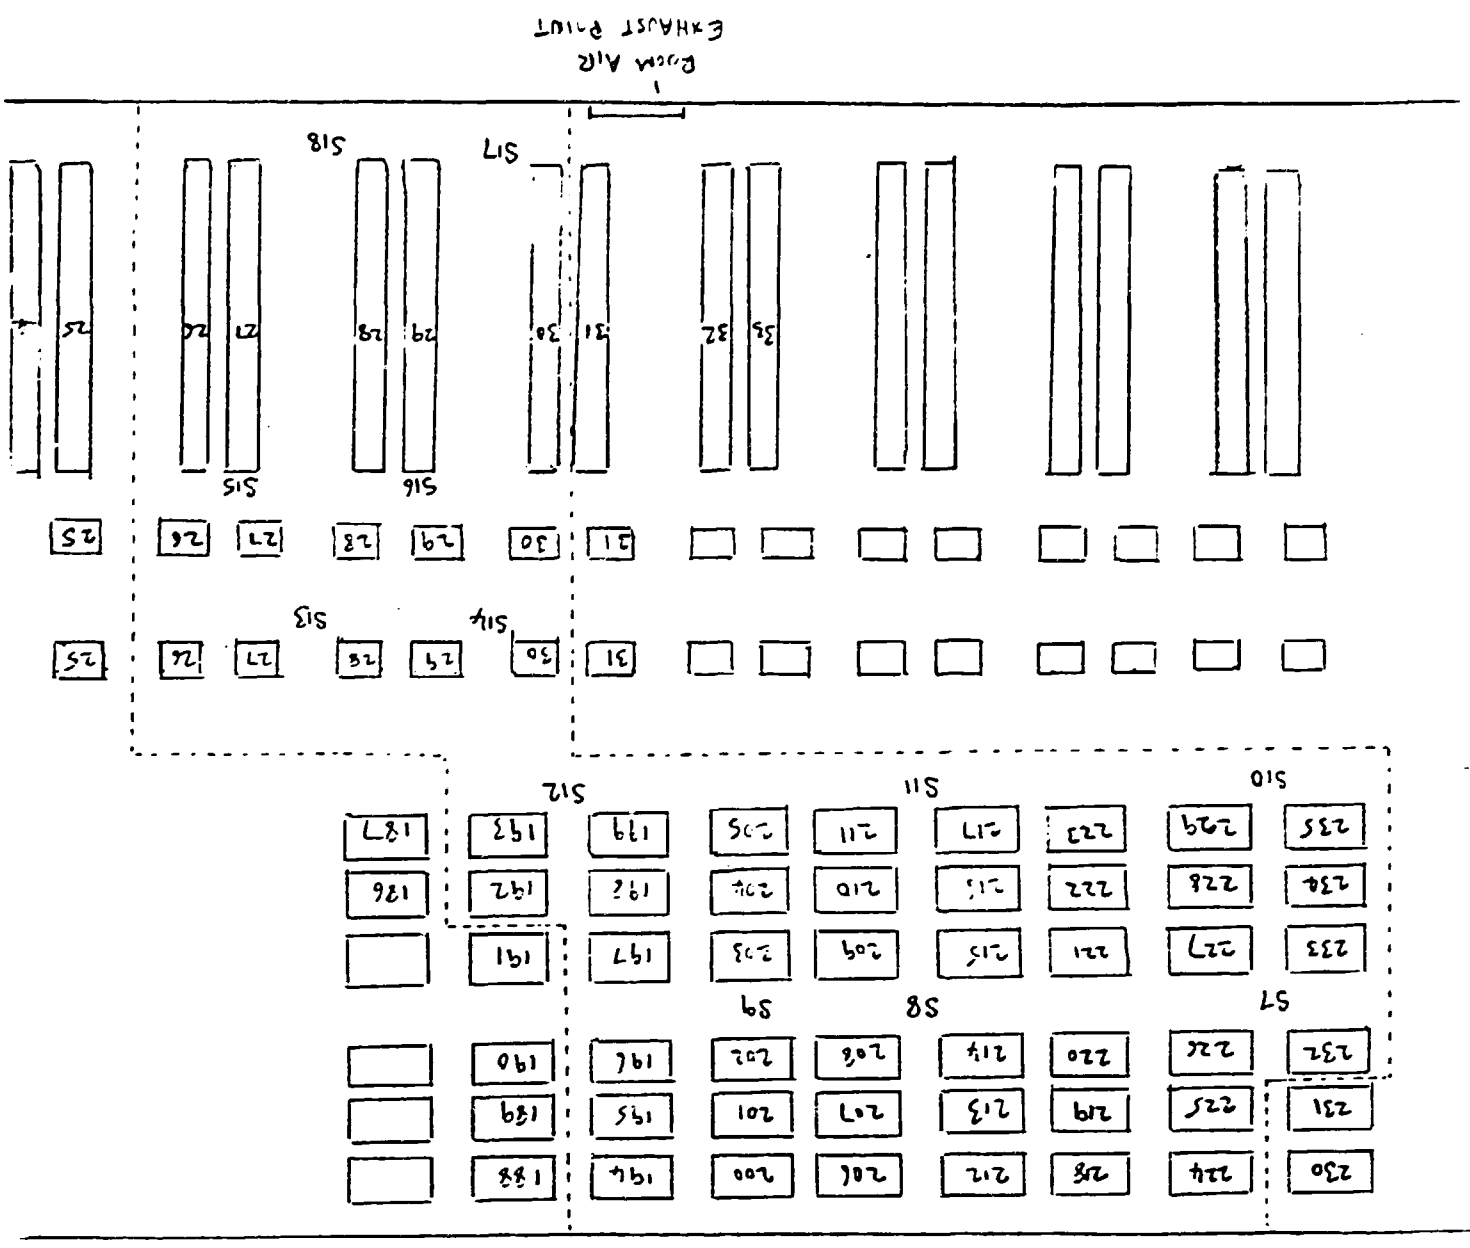 230 224 218 212 206 200 194 188
231 225 219 213 207 201 195 189
232 226 220 214 208 202 196 190
S7 S8 S9
233 227 221 215 209 203 197 191
234 228 222 216 210 204 198 192 186
235 229 223 217 211 205 199 193 187
S10 S11 S12
31 30 29 28 27 26 25
S14 S13
31 30 29 28 27 26 25
S16 S15
33 32 31 30 29 28 27 26 25
S17 S18
ROOM AIR
EXHAUST POINT